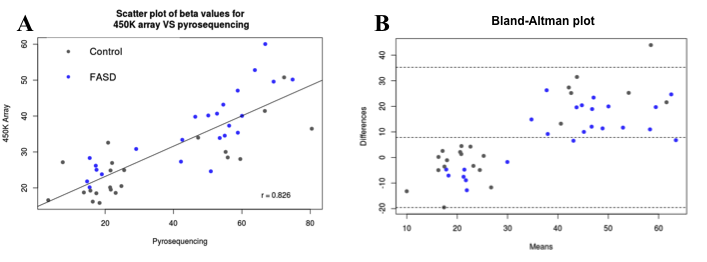 A
Scatter plot of beta values for
450K array VS pyrosequencing
Control
FASD
r = 0.826
450K Array
60
50
40
30
20
20
40
60
80
Pyrosequencing
B
Bland-Altman plot
Differences
40
30
20
10
0
-10
-20
10
20
30
40
50
60
Means